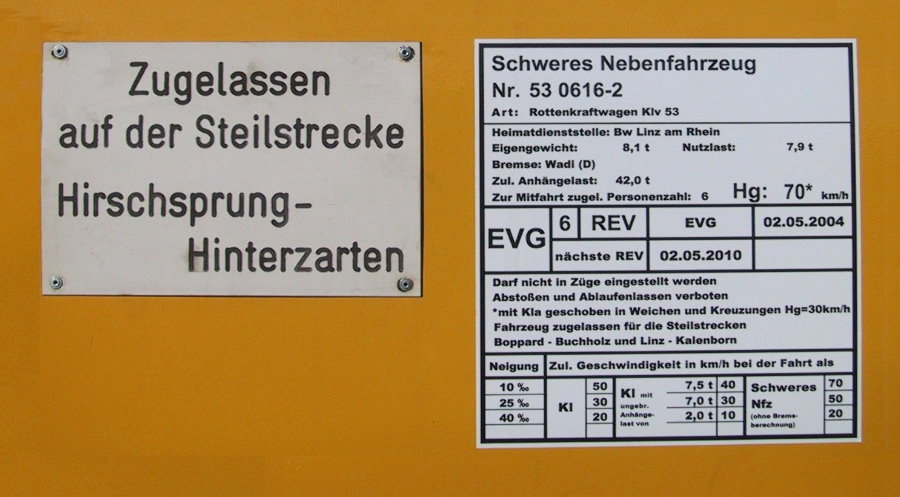 Zugelassen
auf der Steilstrecke
Hirschsprung-
Hinterzarten
Schweres Nebenfahrzeug
Nr. 53 0616-2
Art: Rottenkraftwagen Klv 53
Heimatdienststelle: Bw Linz am Rhein
Eigengewicht: 8,1 t Nutzlast: 7,9 t
Bremse: Wadi (D)
Zul. Anhängelast: 42,0 t
Zur Mitfahrt zugel. Personenzahl: 6 Hg: 70* km/h
EVG 6 REV EVG 02.05.2004
nächste REV 02.05.2010
Darf nicht in Züge eingestellt werden
Abstoßen und Ablaufenlassen verboten
*mit Kla geschoben in Weichen und Kreuzungen Hg=30km/h
Fahrzeug zugelassen für die Steilstrecken
Boppard - Buchholz und Linz - Kalenborn
Neigung Zul. Geschwindigkeit in km/h bei der Fahrt als
10 ‰ Kl 50 Kl mit 7,5 t 40 Schweres 70
25 ‰ 30 ungebr. 7,0 t 30 Nfz 50
40 ‰ 20 Anhänge- 2,0 t 10 (ohne Brems- 20
last von berechnung)